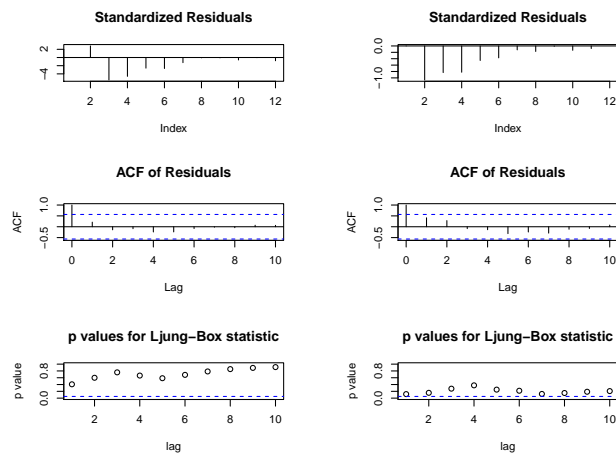 Standardized Residuals
2
−4
2 4 6 8 10 12
Index
ACF of Residuals
ACF
1.0
−0.5
0 2 4 6 8 10
Lag
p values for Ljung−Box statistic
p value
0.8
0.0
2 4 6 8 10
lag
Standardized Residuals
0.0
−1.0
2 4 6 8 10 12
Index
ACF of Residuals
ACF
1.0
−0.5
0 2 4 6 8 10
Lag
p values for Ljung−Box statistic
p value
0.8
0.0
2 4 6 8 10
lag